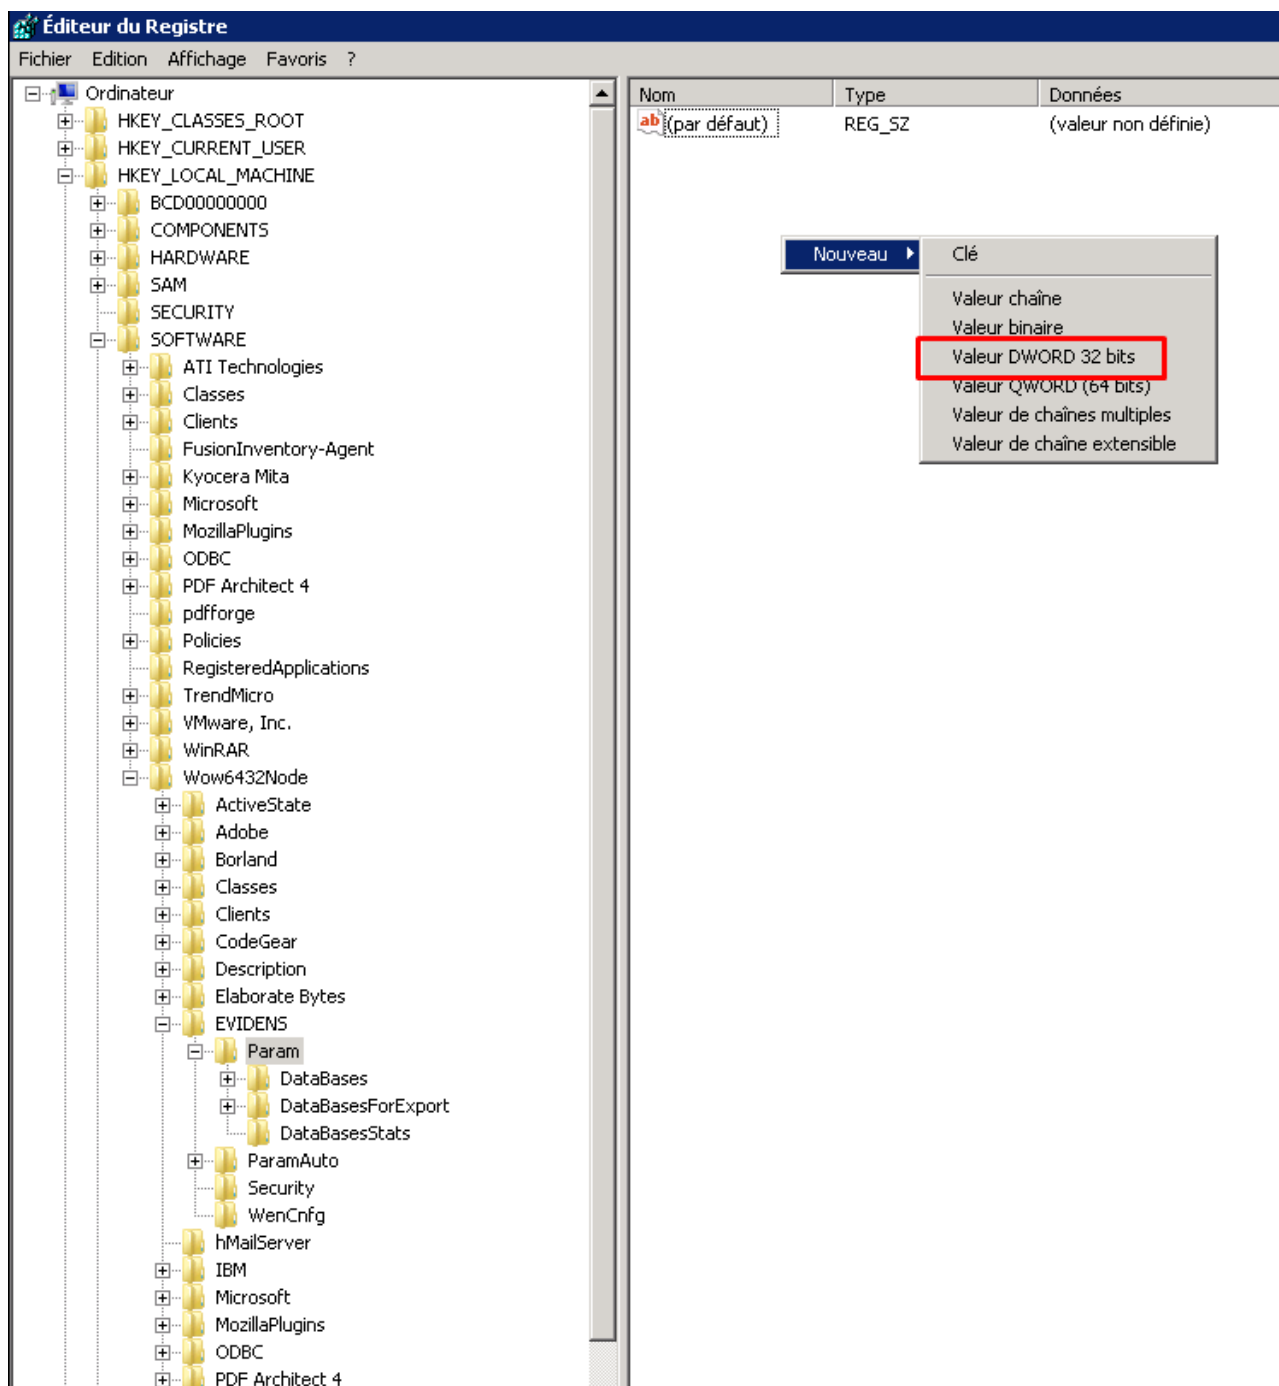 Éditeur du Registre
Fichier Edition Affichage Favoris ?
Ordinateur
HKEY_CLASSES_ROOT
HKEY_CURRENT_USER
HKEY_LOCAL_MACHINE
BCD00000000
COMPONENTS
HARDWARE
SAM
SECURITY
SOFTWARE
ATI Technologies
Classes
Clients
FusionInventory-Agent
Kyocera Mita
Microsoft
MozillaPlugins
ODBC
PDF Architect 4
pdfforge
Policies
RegisteredApplications
TrendMicro
VMware, Inc.
WinRAR
Wow6432Node
ActiveState
Adobe
Borland
Classes
Clients
CodeGear
Description
Elaborate Bytes
EVIDENS
Param
DataBases
DataBasesForExport
DataBasesStats
ParamAuto
Security
WenCnfg
hMailServer
IBM
Microsoft
MozillaPlugins
ODBC
PDF Architect 4
Nom Type Données
ab (par défaut) REG_SZ (valeur non définie)
Nouveau
Clé
Valeur chaîne
Valeur binaire
Valeur DWORD 32 bits
Valeur QWORD (64 bits)
Valeur de chaînes multiples
Valeur de chaîne extensible